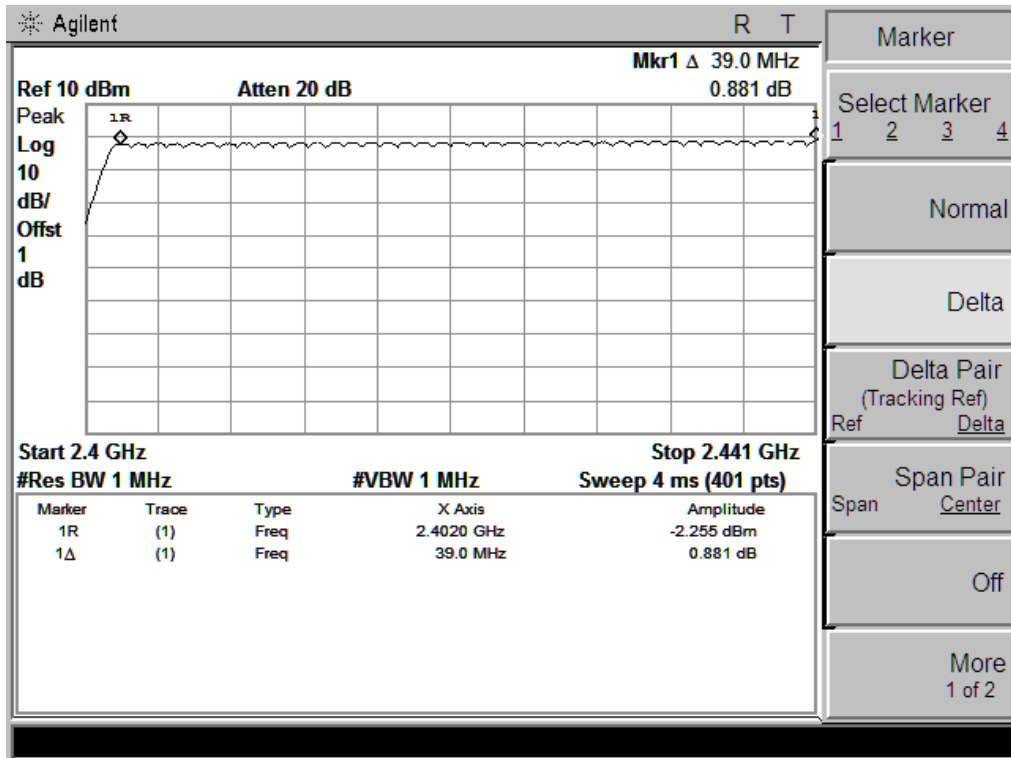 Agilent R T
Mkr1 Δ 39.0 MHz
Ref 10 dBm Atten 20 dB 0.881 dB
Peak
Log
10
dB/
Offst
1
dB
1R
1
Start 2.4 GHz Stop 2.441 GHz
#Res BW 1 MHz #VBW 1 MHz Sweep 4 ms (401 pts)
Marker Trace Type X Axis Amplitude
1R (1) Freq 2.4020 GHz -2.255 dBm
1Δ (1) Freq 39.0 MHz 0.881 dB
Marker
Select Marker
1 2 3 4
Normal
Delta
Delta Pair
(Tracking Ref)
Ref Delta
Span Pair
Span Center
Off
More
1 of 2